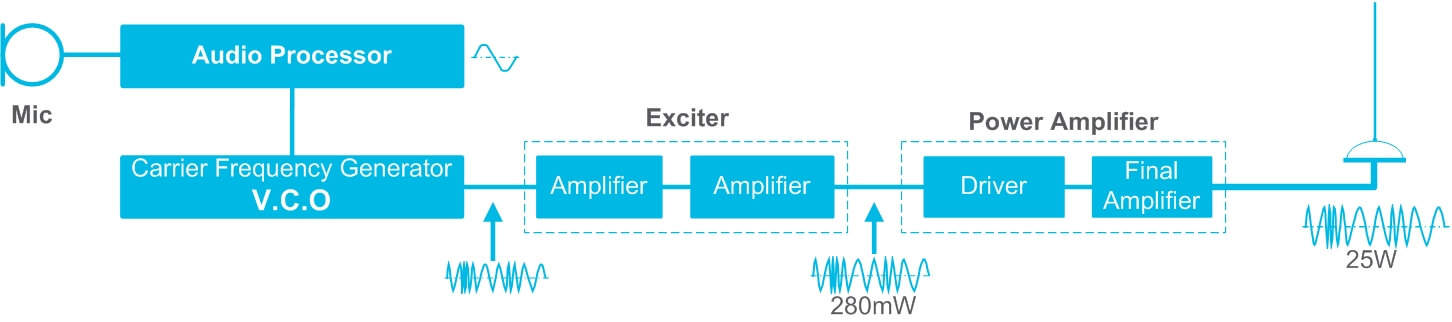 Audio Processor
Mic
Exciter
Power Amplifier
Carrier Frequency Generator
V.C.O
Amplifier
Amplifier
Driver
Final
Amplifier
280mW
25W